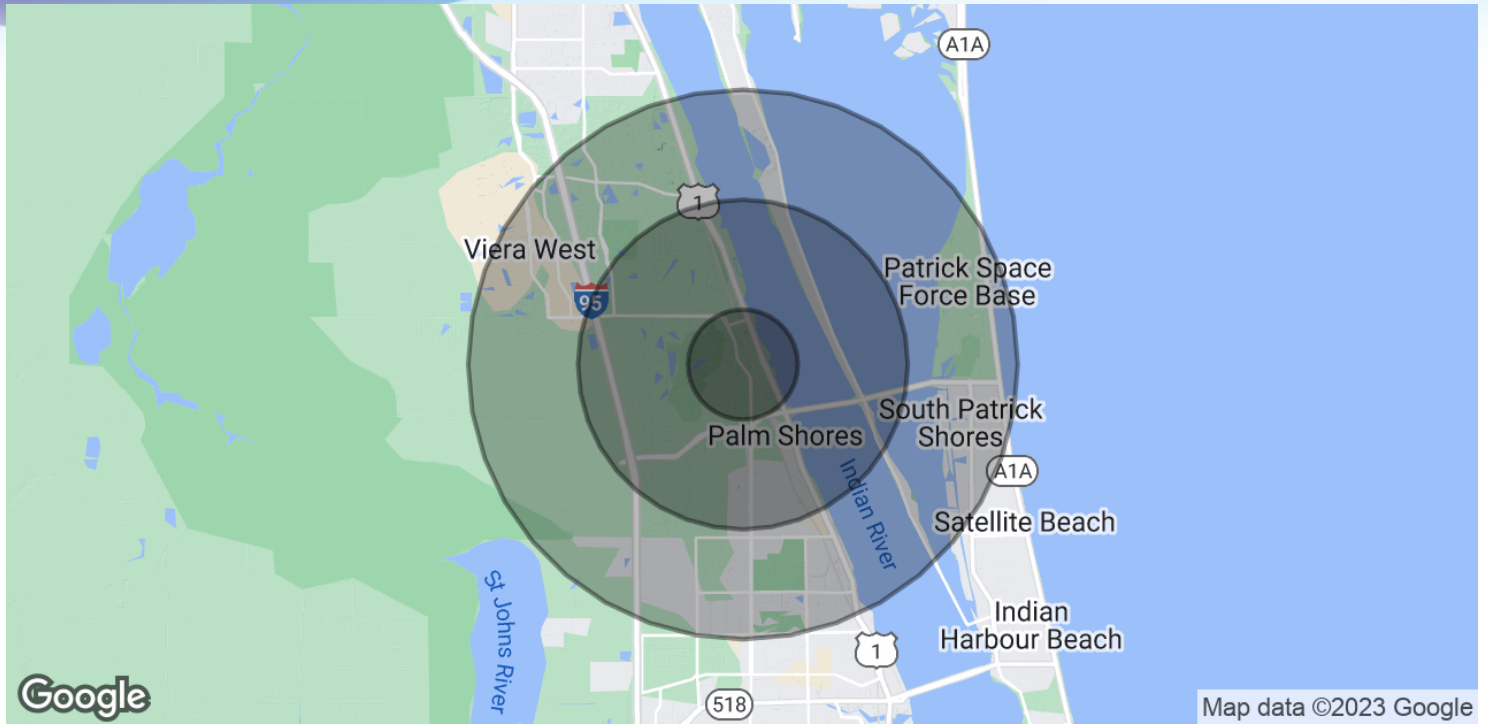 A1A
1
Viera West
95
Patrick Space
Force Base
South Patrick
Shores
Palm Shores
A1A
Indian River
Satellite Beach
St Johns River
Indian
Harbour Beach
1
518
Google
Map data ©2023 Google